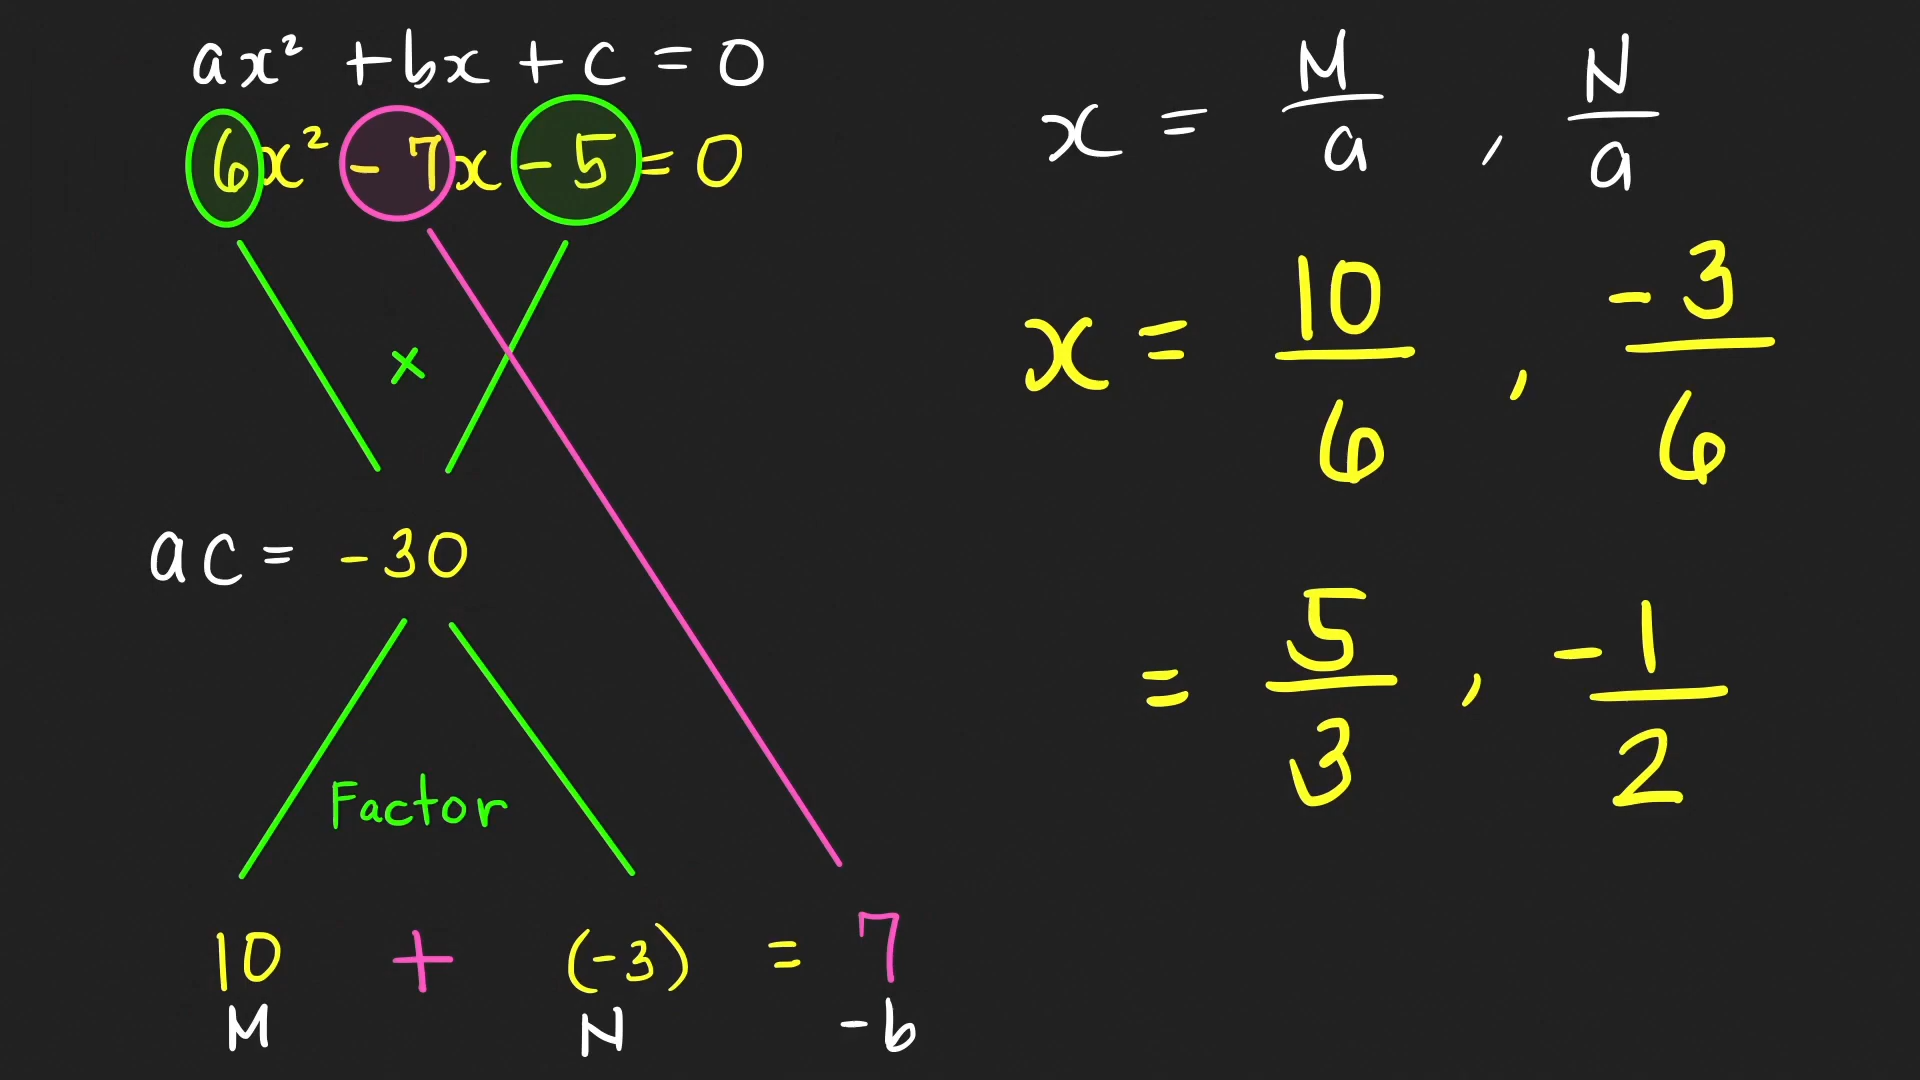 ax² + bx + c = 0
6x² - 7x - 5 = 0
×
ac = -30
Factor
10 + (-3) = 7
M N -b
x = M/a , N/a
x = 10/6 , -3/6
= 5/3 , -1/2